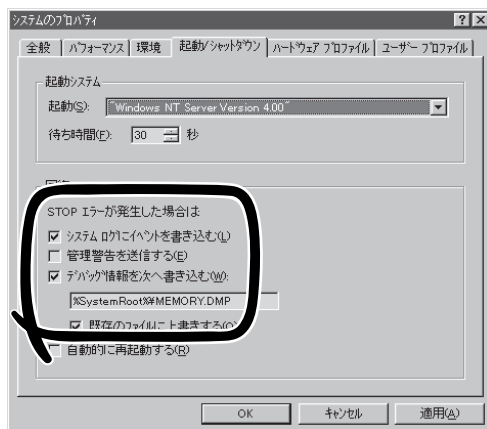 システムのプロパティ
全般 パフォーマンス 環境 起動/シャットダウン ハードウェア プロファイル ユーザー プロファイル
起動システム
起動(S): "Windows NT Server Version 4.00"
待ち時間(F): 30 秒
STOP エラーが発生した場合は
システム ログにイベントを書き込む(L)
管理警告を送信する(E)
デバッグ情報を次へ書き込む(W):
%SystemRoot%¥MEMORY.DMP
既存のファイルに上書きする(O)
自動的に再起動する(R)
OK キャンセル 適用(A)